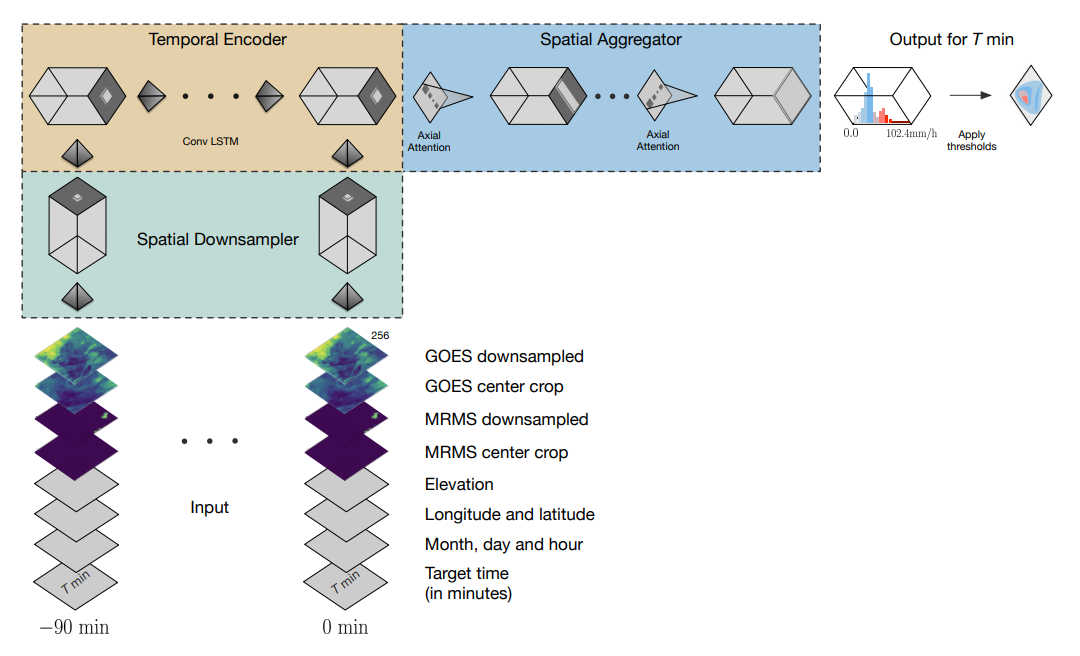 Temporal Encoder
Spatial Aggregator
Output for T min
Conv LSTM
Axial
Attention
Axial
Attention
0.0
102.4mm/h
Apply
thresholds
Spatial Downsampler
256
GOES downsampled
GOES center crop
MRMS downsampled
MRMS center crop
Elevation
Input
Longitude and latitude
Month, day and hour
T min
T min
Target time
(in minutes)
−90 min
0 min